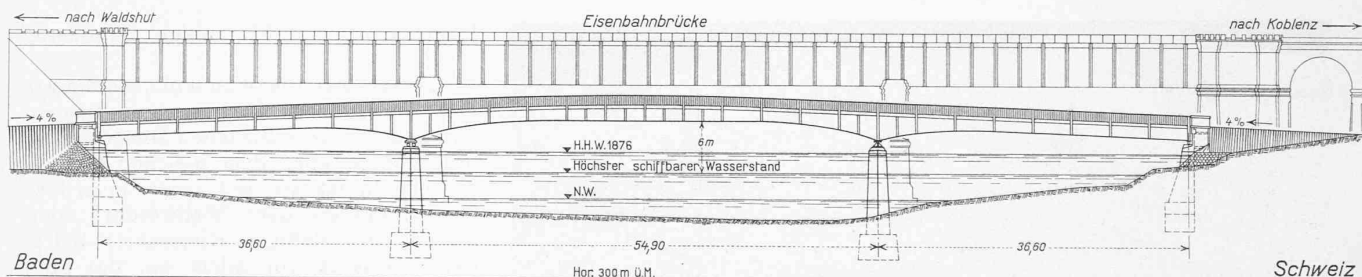 nach Waldshut
Eisenbahnbrücke
nach Koblenz
4%
4%
6m
H.H.W.1876
Höchster schiffbarer Wasserstand
N.W.
36,60
54,90
36,60
Baden
Hor. 300 m Ü.M.
Schweiz